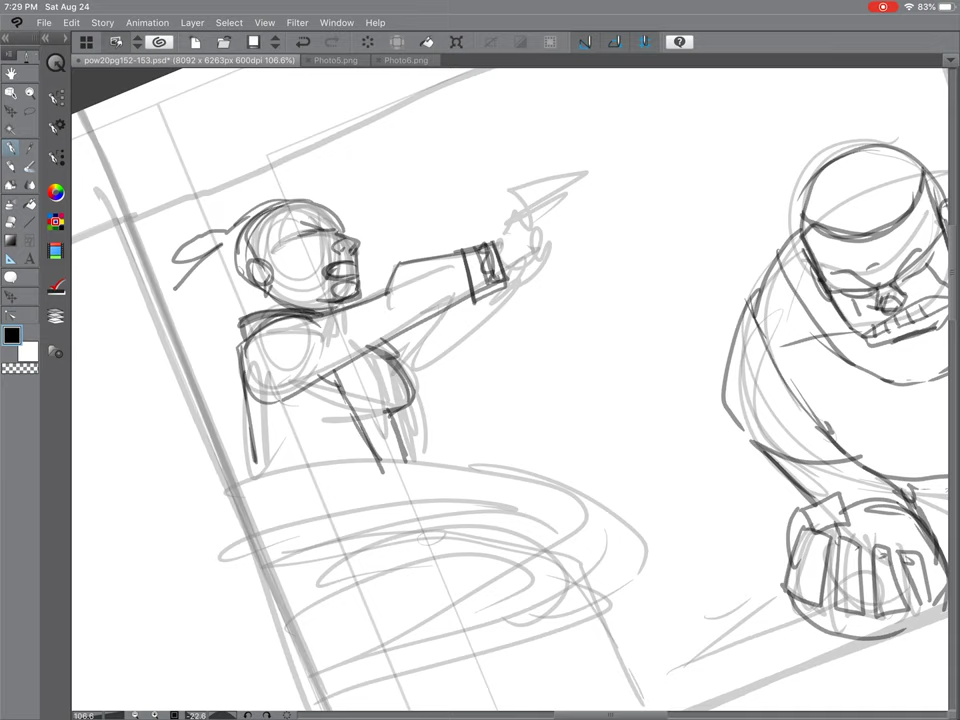 7:29 PM Sat Aug 24 83%
File Edit Story Animation Layer Select View Filter Window Help
pow20pg152-153.psd* (8092 x 6263px 600dpi 106.6%) Photo5.png Photo6.png
106.6 -22.6